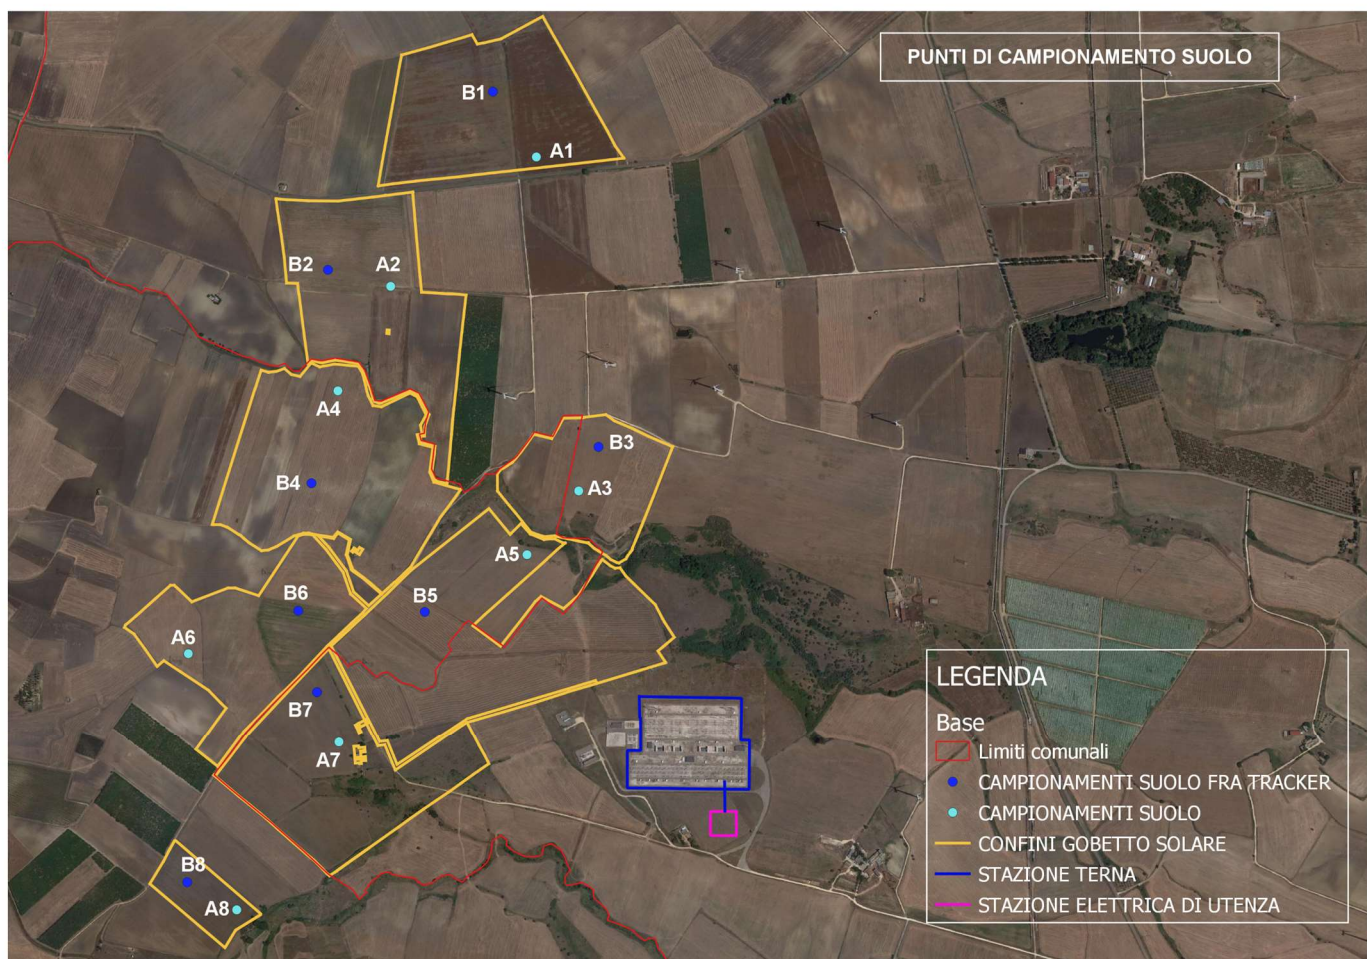 PUNTI DI CAMPIONAMENTO SUOLO
B1
A1
B2
A2
A4
B3
B4
A3
A5
B6
B5
A6
B7
A7
B8
A8
LEGENDA
Base
Limiti comunali
CAMPIONAMENTI SUOLO FRA TRACKER
CAMPIONAMENTI SUOLO
CONFINI GOBETTO SOLARE
STAZIONE TERNA
STAZIONE ELETTRICA DI UTENZA